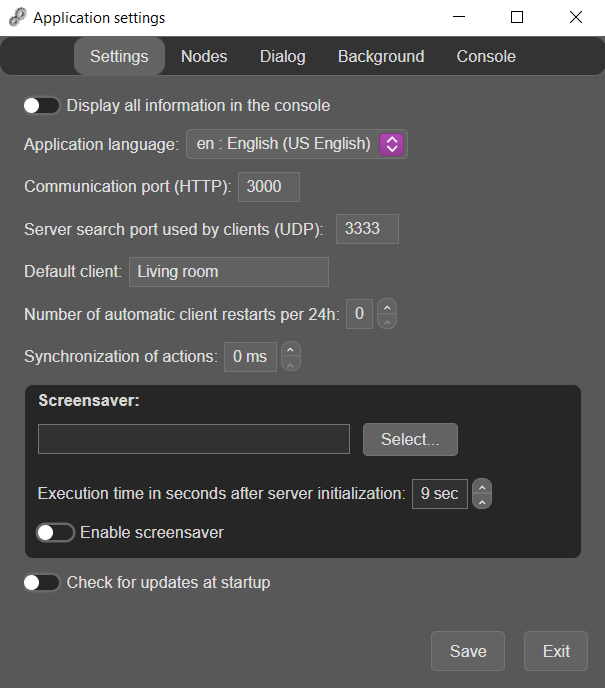 Application settings
Settings Nodes Dialog Background Console
Display all information in the console
Application language: en : English (US English)
Communication port (HTTP): 3000
Server search port used by clients (UDP): 3333
Default client: Living room
Number of automatic client restarts per 24h: 0
Synchronization of actions: 0 ms
Screensaver:
Select...
Execution time in seconds after server initialization: 9 sec
Enable screensaver
Check for updates at startup
Save Exit